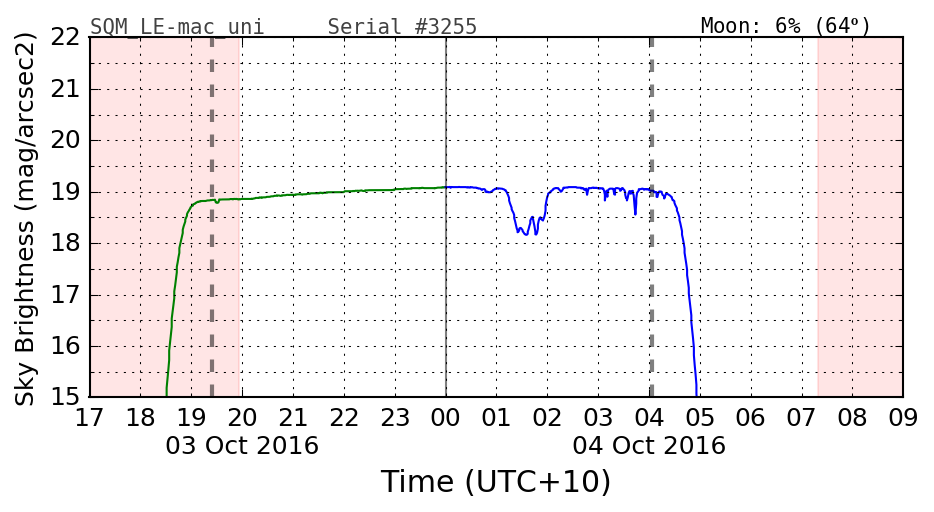 SQM_LE-mac_uni Serial #3255 Moon: 6% (64°)
Sky Brightness (mag/arcsec2)
22
21
20
19
18
17
16
15
17 18 19 20 21 22 23 00 01 02 03 04 05 06 07 08 09
03 Oct 2016 04 Oct 2016
Time (UTC+10)